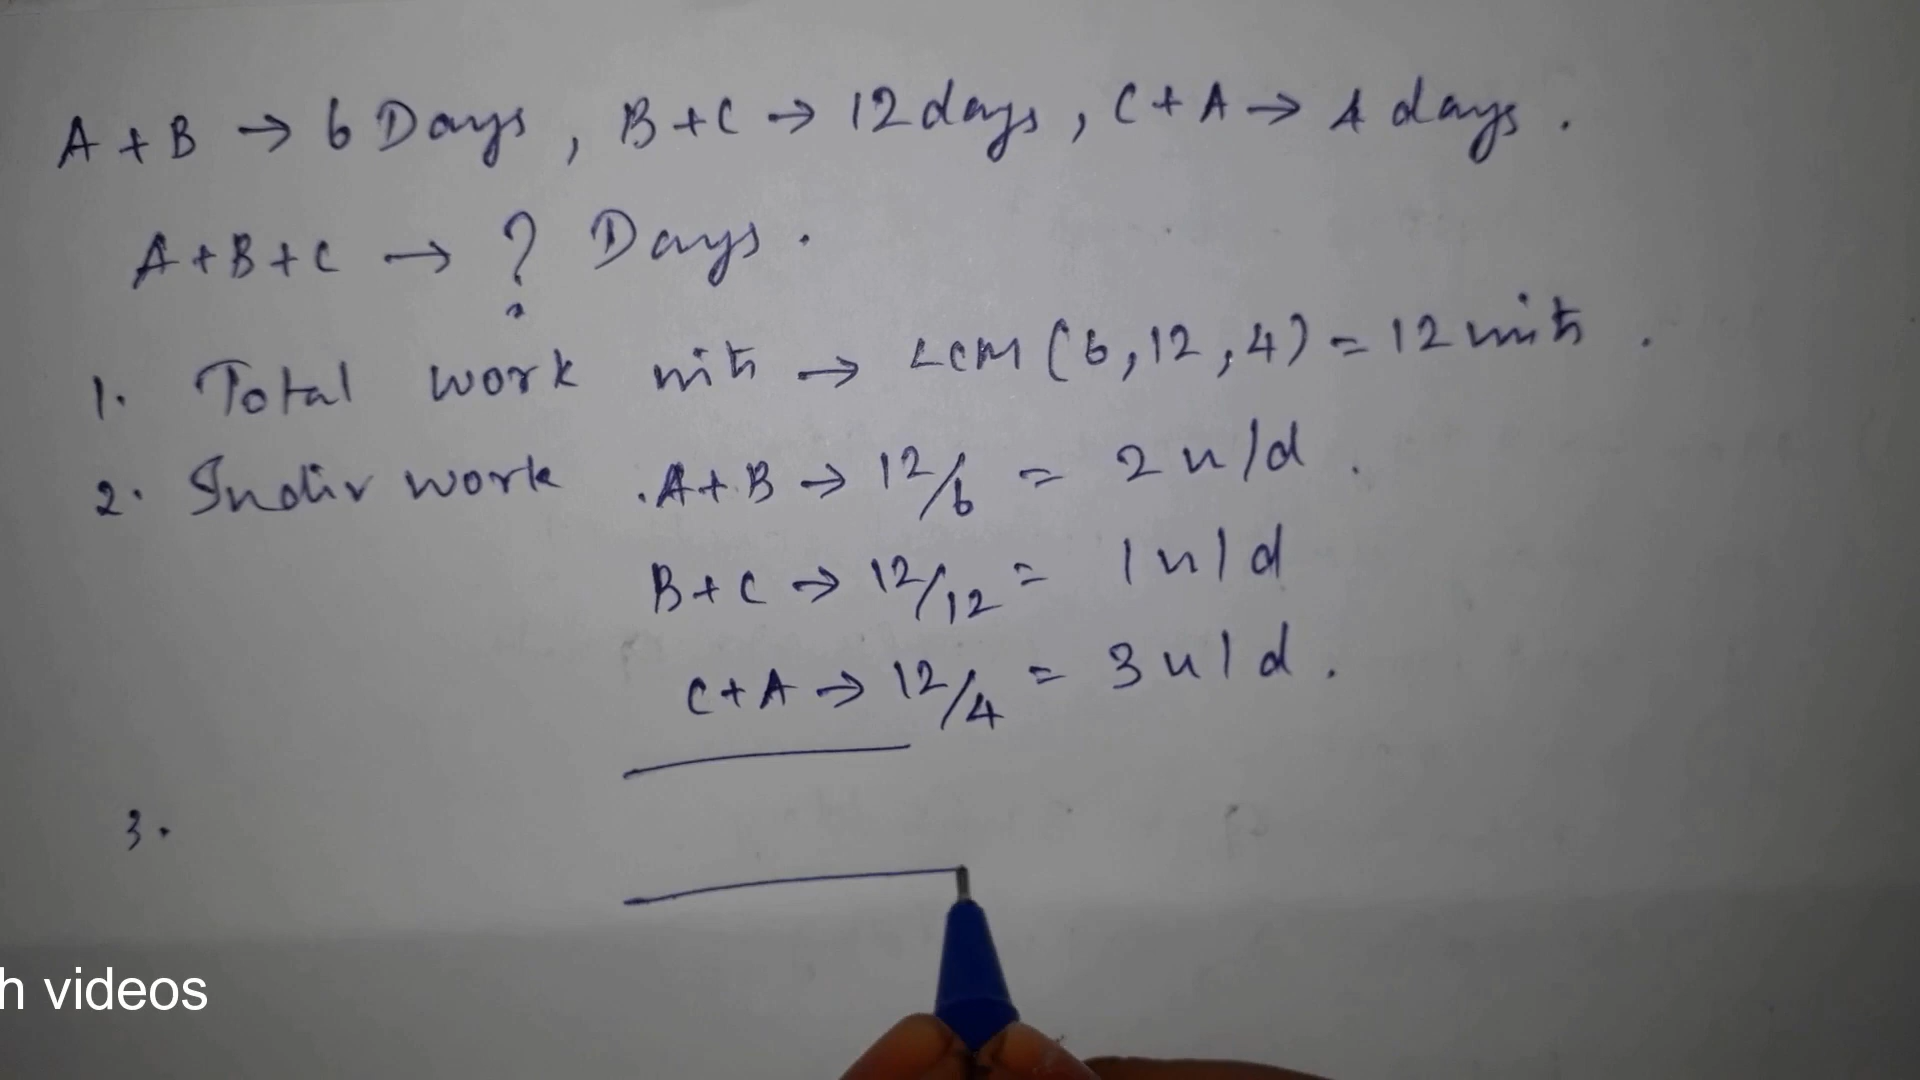 A + B → 6 Days, B + C → 12 days, C + A → 4 days.
A + B + C → ? Days.
1. Total work units → LCM (6, 12, 4) = 12 units.
2. Indiv work A + B → 12/6 = 2 u/d.
B + C → 12/12 = 1 u/d
C + A → 12/4 = 3 u/d.
3.
h videos